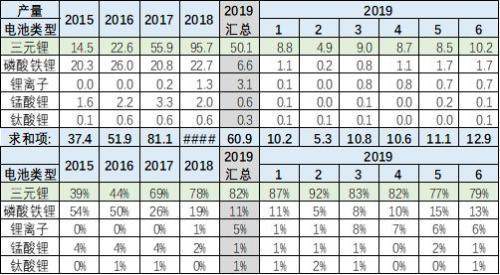 产量 2015 2016 2017 2018 2019 2019
电池类型 汇总 1 2 3 4 5 6
三元锂 14.5 22.6 55.9 95.7 50.1 8.8 4.9 9.0 8.7 8.5 10.2
磷酸铁锂 20.3 26.0 20.8 22.7 6.6 1.1 0.2 0.8 1.1 1.7 1.7
锂离子 0.0 0.0 0.2 1.3 3.1 0.1 0.0 0.8 0.8 0.7 0.7
锰酸锂 1.6 2.2 3.3 2.0 0.6 0.1 0.0 0.1 0.0 0.2 0.1
钛酸锂 0.1 0.6 0.6 0.6 0.3 0.1 0.1 0.0 0.0 0.0 0.1
求和项: 37.4 51.9 81.1 #### 60.9 10.2 5.3 10.8 10.6 11.1 12.9
电池类型 2015 2016 2017 2018 2019 2019
汇总 1 2 3 4 5 6
三元锂 39% 44% 69% 78% 82% 87% 92% 83% 82% 77% 79%
磷酸铁锂 54% 50% 26% 19% 11% 11% 5% 8% 10% 15% 13%
锂离子 0% 0% 0% 1% 5% 1% 1% 8% 7% 6% 6%
锰酸锂 4% 4% 4% 2% 1% 1% 1% 1% 0% 2% 1%
钛酸锂 0% 1% 1% 0% 1% 1% 2% 0% 0% 0% 1%